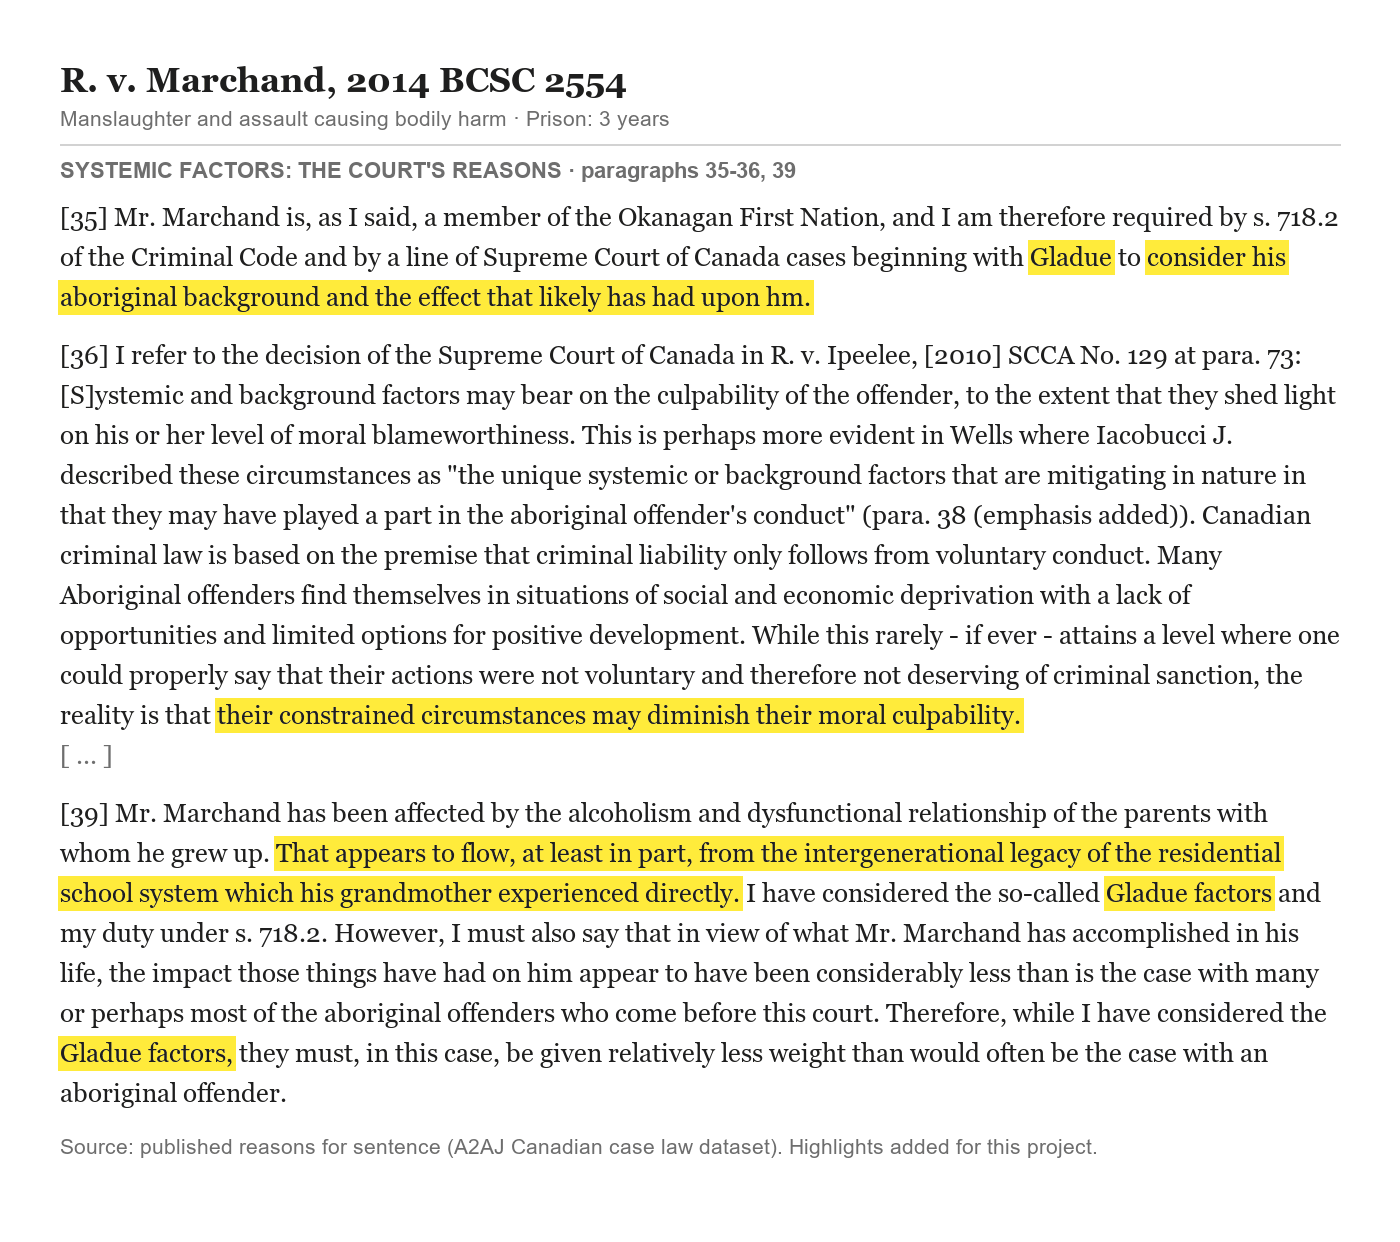 R. v. Marchand, 2014 BCSC 2554
Manslaughter and assault causing bodily harm · Prison: 3 years
SYSTEMIC FACTORS: THE COURT'S REASONS · paragraphs 35-36, 39
[35] Mr. Marchand is, as I said, a member of the Okanagan First Nation, and I am therefore required by s. 718.2
of the Criminal Code and by a line of Supreme Court of Canada cases beginning with Gladue to consider his
aboriginal background and the effect that likely has had upon hm.
[36] I refer to the decision of the Supreme Court of Canada in R. v. Ipeelee, [2010] SCCA No. 129 at para. 73:
[S]ystemic and background factors may bear on the culpability of the offender, to the extent that they shed light
on his or her level of moral blameworthiness. This is perhaps more evident in Wells where Iacobucci J.
described these circumstances as "the unique systemic or background factors that are mitigating in nature in
that they may have played a part in the aboriginal offender's conduct" (para. 38 (emphasis added)). Canadian
criminal law is based on the premise that criminal liability only follows from voluntary conduct. Many
Aboriginal offenders find themselves in situations of social and economic deprivation with a lack of
opportunities and limited options for positive development. While this rarely - if ever - attains a level where one
could properly say that their actions were not voluntary and therefore not deserving of criminal sanction, the
reality is that their constrained circumstances may diminish their moral culpability.
[ ... ]
[39] Mr. Marchand has been affected by the alcoholism and dysfunctional relationship of the parents with
whom he grew up. That appears to flow, at least in part, from the intergenerational legacy of the residential
school system which his grandmother experienced directly. I have considered the so-called Gladue factors and
my duty under s. 718.2. However, I must also say that in view of what Mr. Marchand has accomplished in his
life, the impact those things have had on him appear to have been considerably less than is the case with many
or perhaps most of the aboriginal offenders who come before this court. Therefore, while I have considered the
Gladue factors, they must, in this case, be given relatively less weight than would often be the case with an
aboriginal offender.
Source: published reasons for sentence (A2AJ Canadian case law dataset). Highlights added for this project.